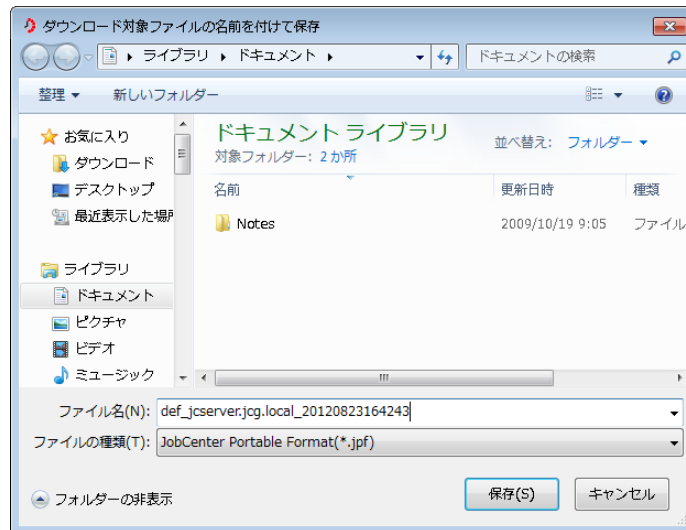 ダウンロード対象ファイルの名前を付けて保存
ライブラリ ドキュメント ドキュメントの検索
整理 新しいフォルダー
お気に入り
ダウンロード
デスクトップ
最近表示した場所
ライブラリ
ドキュメント
ピクチャ
ビデオ
ミュージック
ドキュメント ライブラリ
対象フォルダー: 2 か所
並べ替え: フォルダー
名前 更新日時 種類
Notes 2009/10/19 9:05 ファイル
ファイル名(N): def_jcserver.jcg.local_20120823164243
ファイルの種類(T): JobCenter Portable Format(*.jpf)
フォルダーの非表示 保存(S) キャンセル